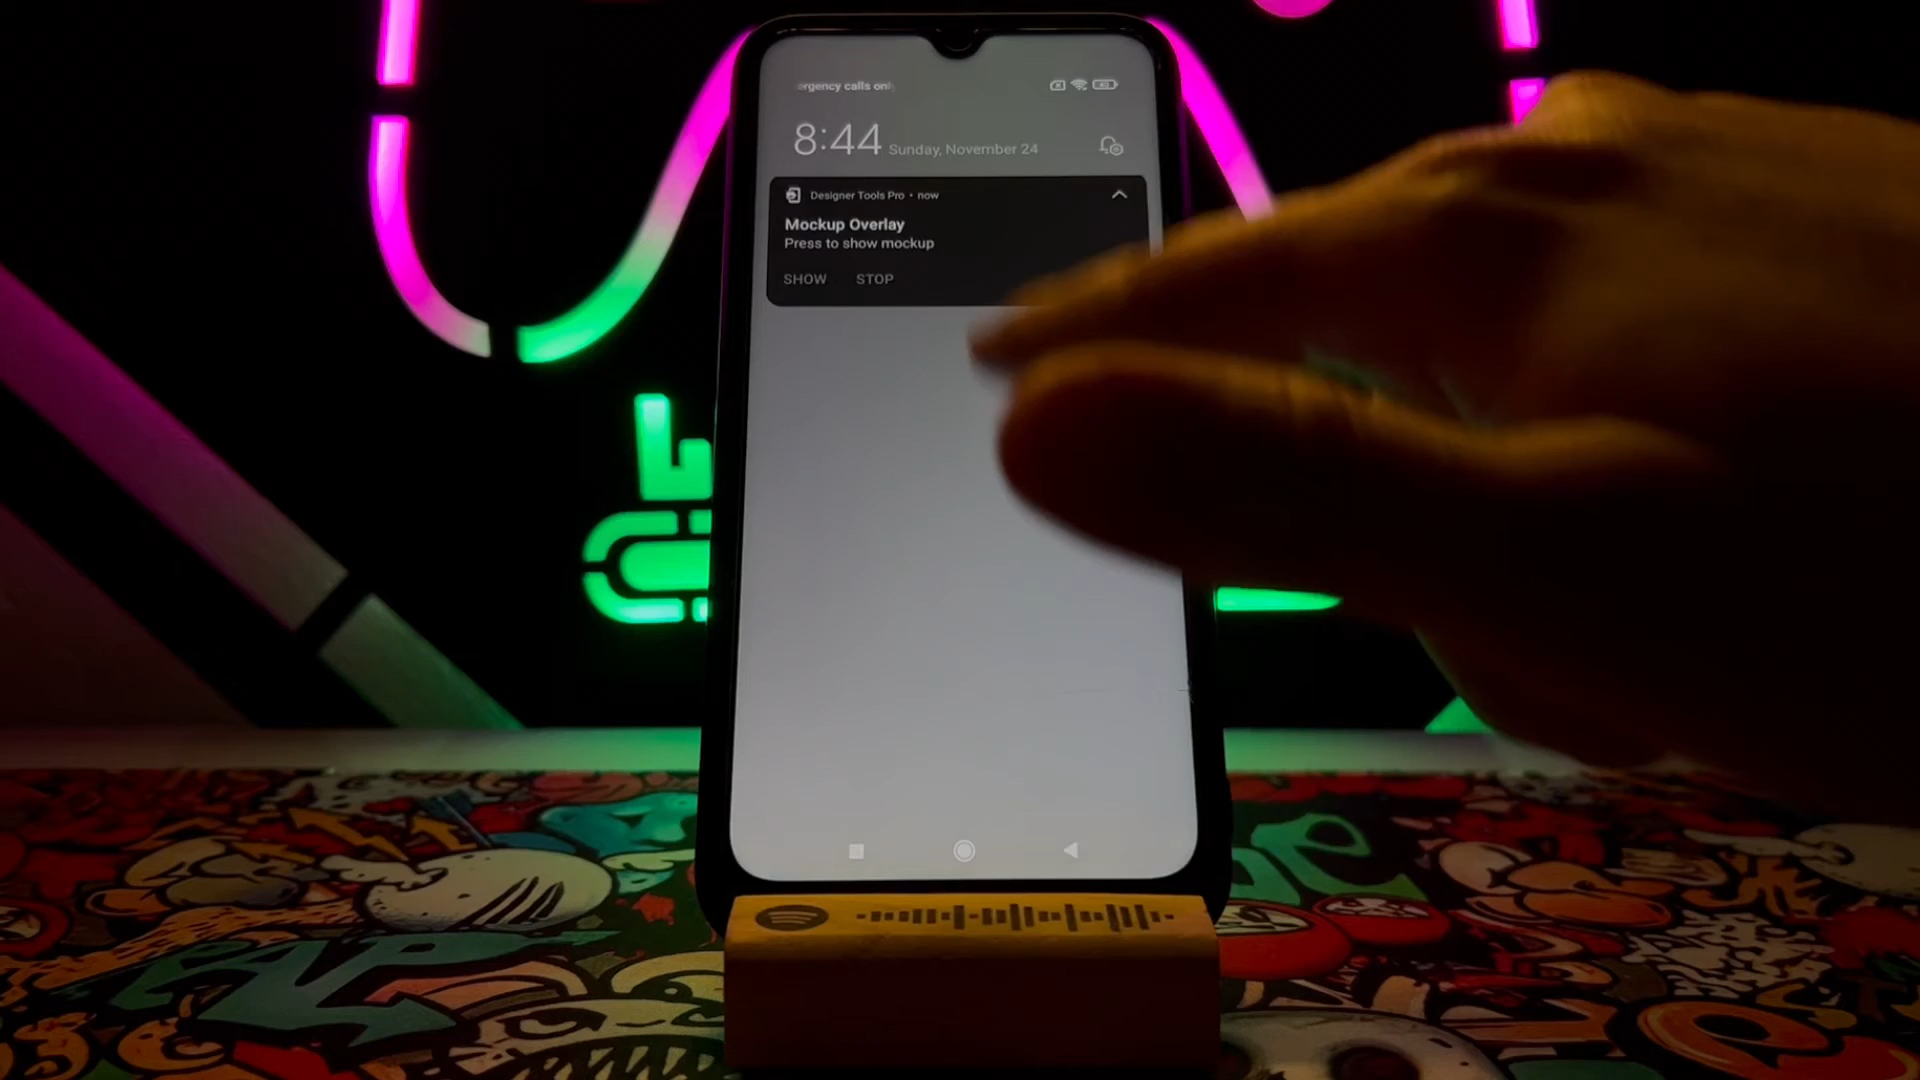 ergency calls onl
8:44 Sunday, November 24
Designer Tools Pro • now
Mockup Overlay
Press to show mockup
SHOW STOP